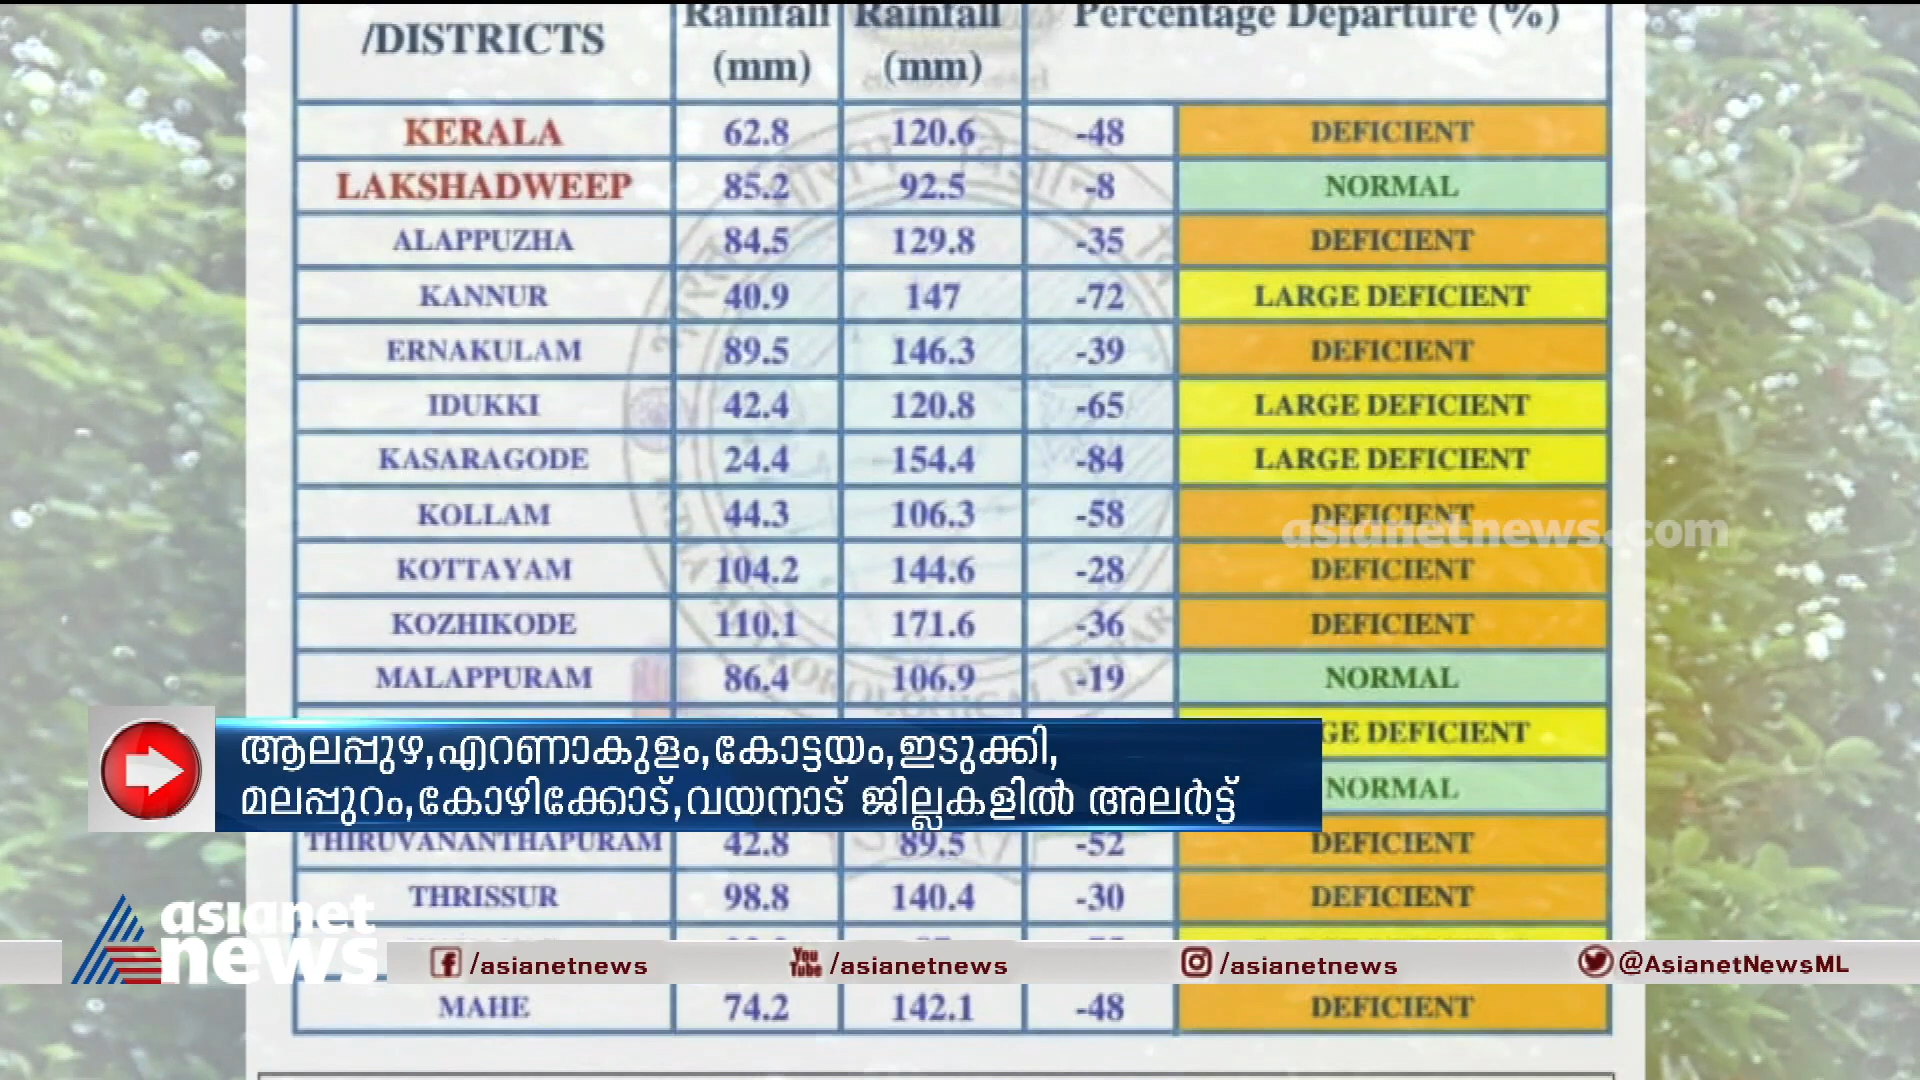 /DISTRICTS Rainfall (mm) Rainfall (mm) Percentage Departure (%)
KERALA 62.8 120.6 -48 DEFICIENT
LAKSHADWEEP 85.2 92.5 -8 NORMAL
ALAPPUZHA 84.5 129.8 -35 DEFICIENT
KANNUR 40.9 147 -72 LARGE DEFICIENT
ERNAKULAM 89.5 146.3 -39 DEFICIENT
IDUKKI 42.4 120.8 -65 LARGE DEFICIENT
KASARAGODE 24.4 154.4 -84 LARGE DEFICIENT
KOLLAM 44.3 106.3 -58 DEFICIENT
asianetnews.com
KOTTAYAM 104.2 144.6 -28 DEFICIENT
KOZHIKODE 110.1 171.6 -36 DEFICIENT
MALAPPURAM 86.4 106.9 -19 NORMAL
DEFICIENT
ആലപ്പുഴ,എറണാകുളം,കോട്ടയം,ഇടുക്കി,
മലപ്പുറം,കോഴിക്കോട്,വയനാട് ജില്ലകളിൽ അലർട്ട്
NORMAL
THIRUVANANTHAPURAM 42.8 89.5 -52 DEFICIENT
THRISSUR 98.8 140.4 -30 DEFICIENT
asianet
news
/asianetnews You Tube /asianetnews /asianetnews @AsianetNewsML
MAHE 74.2 142.1 -48 DEFICIENT